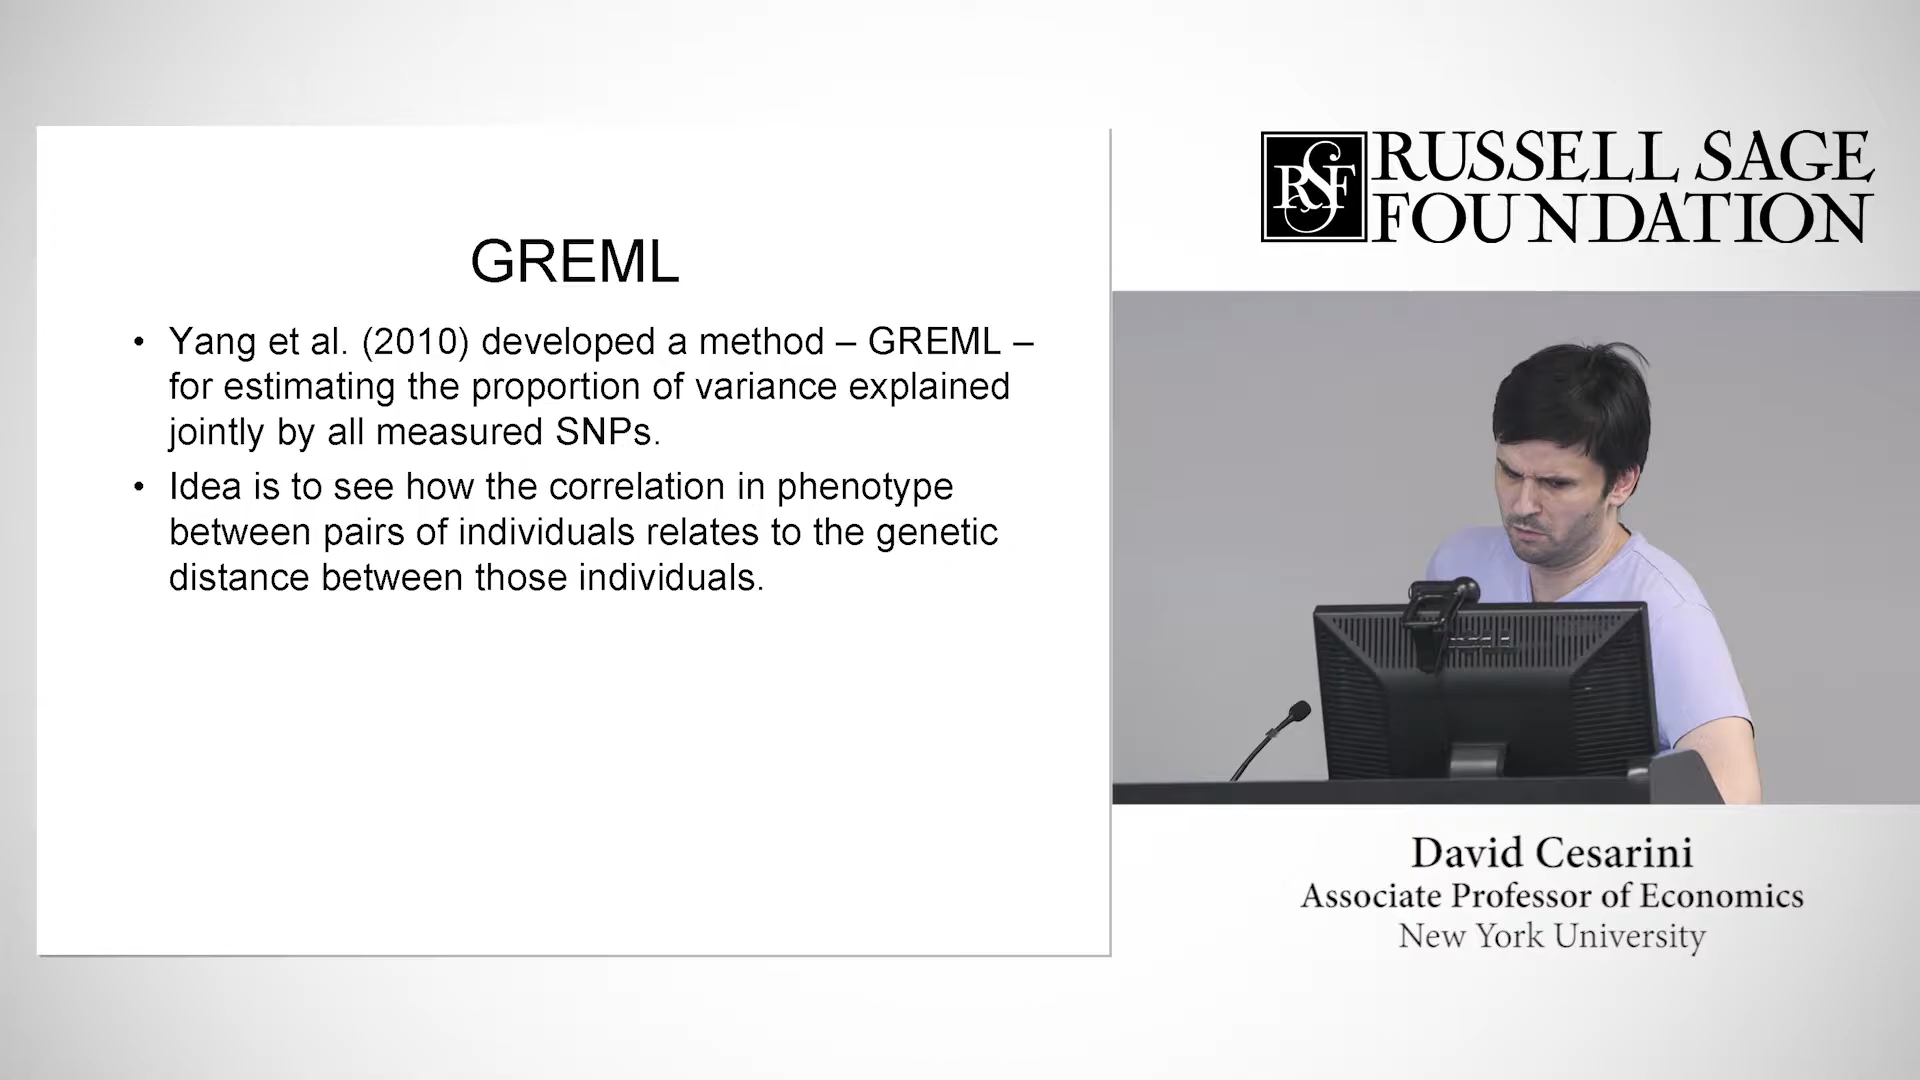 GREML
• Yang et al. (2010) developed a method – GREML –
for estimating the proportion of variance explained
jointly by all measured SNPs.
• Idea is to see how the correlation in phenotype
between pairs of individuals relates to the genetic
distance between those individuals.
RSF
RUSSELL SAGE
FOUNDATION
David Cesarini
Associate Professor of Economics
New York University